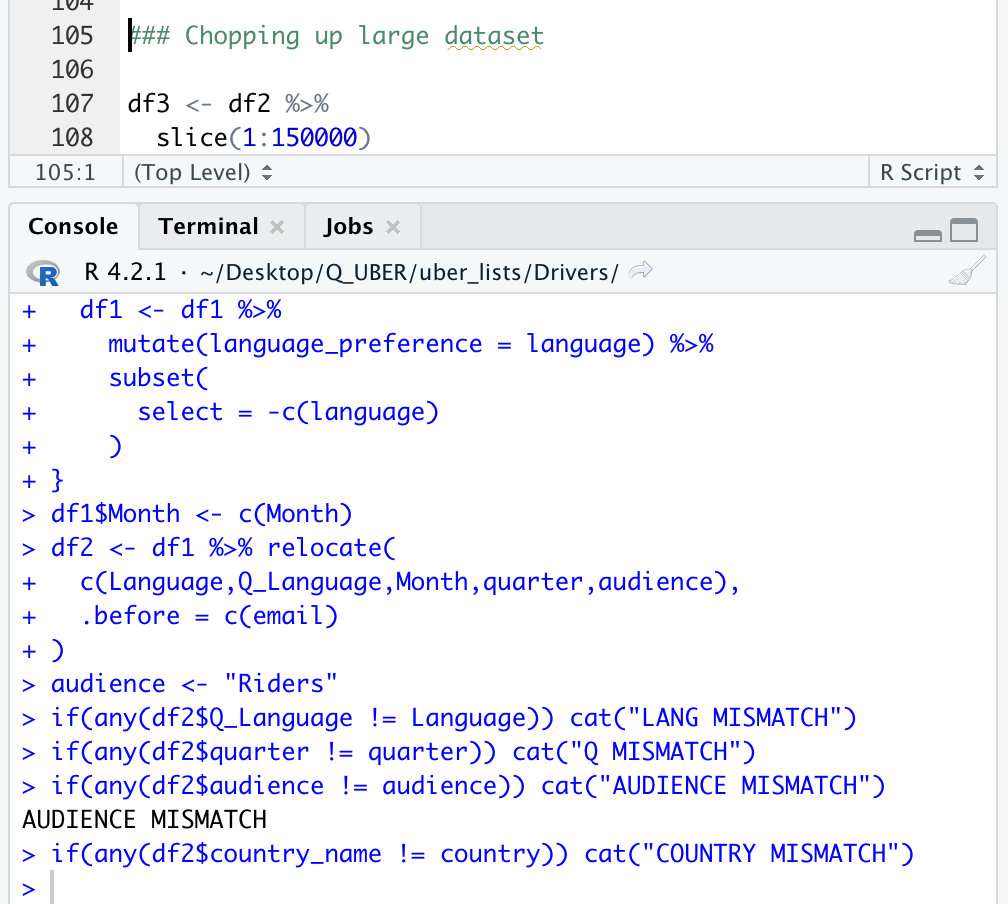 104
105 ### Chopping up large dataset
106
107 df3 <- df2 %>%
108   slice(1:150000)
105:1 (Top Level) R Script
Console Terminal Jobs
R 4.2.1 · ~/Desktop/Q_UBER/uber_lists/Drivers/
+   df1 <- df1 %>%
+     mutate(language_preference = language) %>%
+     subset(
+       select = -c(language)
+     )
+ }
> df1$Month <- c(Month)
> df2 <- df1 %>% relocate(
+   c(Language,Q_Language,Month,quarter,audience),
+   .before = c(email)
+ )
> audience <- "Riders"
> if(any(df2$Q_Language != Language)) cat("LANG MISMATCH")
> if(any(df2$quarter != quarter)) cat("Q MISMATCH")
> if(any(df2$audience != audience)) cat("AUDIENCE MISMATCH")
AUDIENCE MISMATCH
> if(any(df2$country_name != country)) cat("COUNTRY MISMATCH")
>